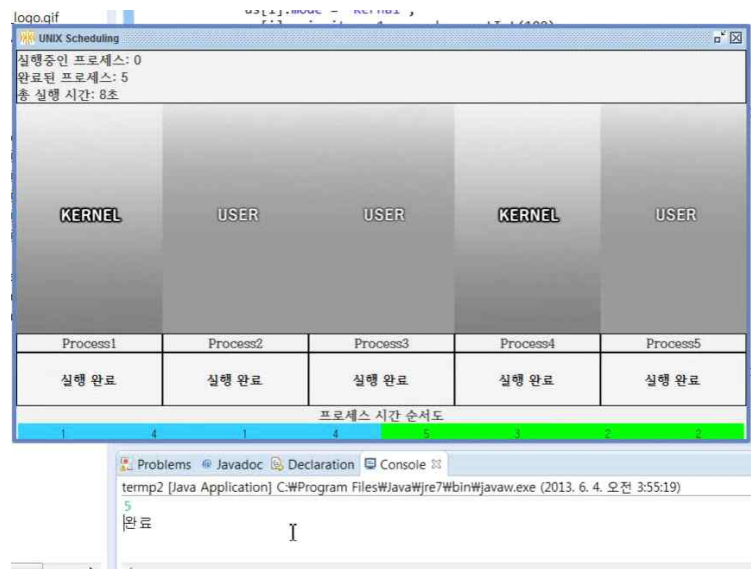 logo.gif
UNIX Scheduling
실행중인 프로세스: 0
완료된 프로세스: 5
총 실행 시간: 8초
KERNEL USER USER KERNEL USER
Process1 Process2 Process3 Process4 Process5
실행 완료 실행 완료 실행 완료 실행 완료 실행 완료
프로세스 시간 순서도
1 4 1 4 5 3 2 2
Problems @ Javadoc Declaration Console
termp2 [Java Application] C:₩Program Files₩Java₩jre7₩bin₩javaw.exe (2013. 6. 4. 오전 3:55:19)
5
완료